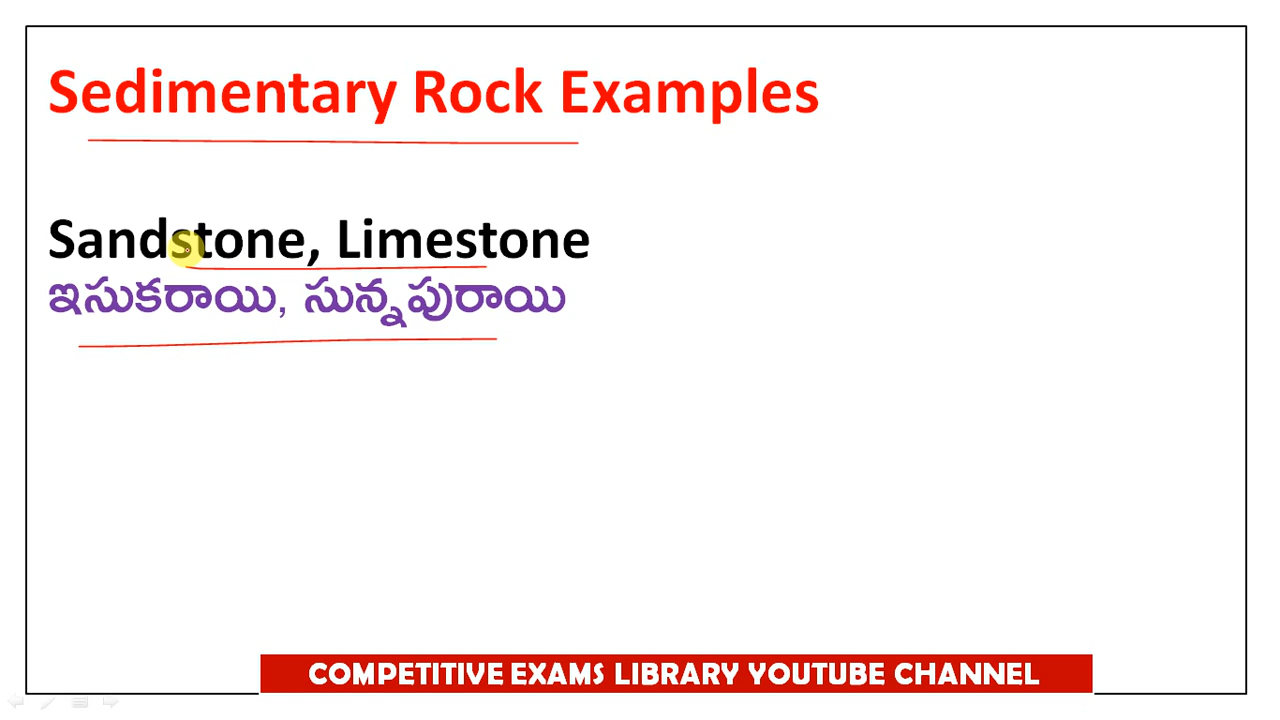 Sedimentary Rock Examples
Sandstone, Limestone
ఇసుకరాయి, సున్నపురాయి
COMPETITIVE EXAMS LIBRARY YOUTUBE CHANNEL